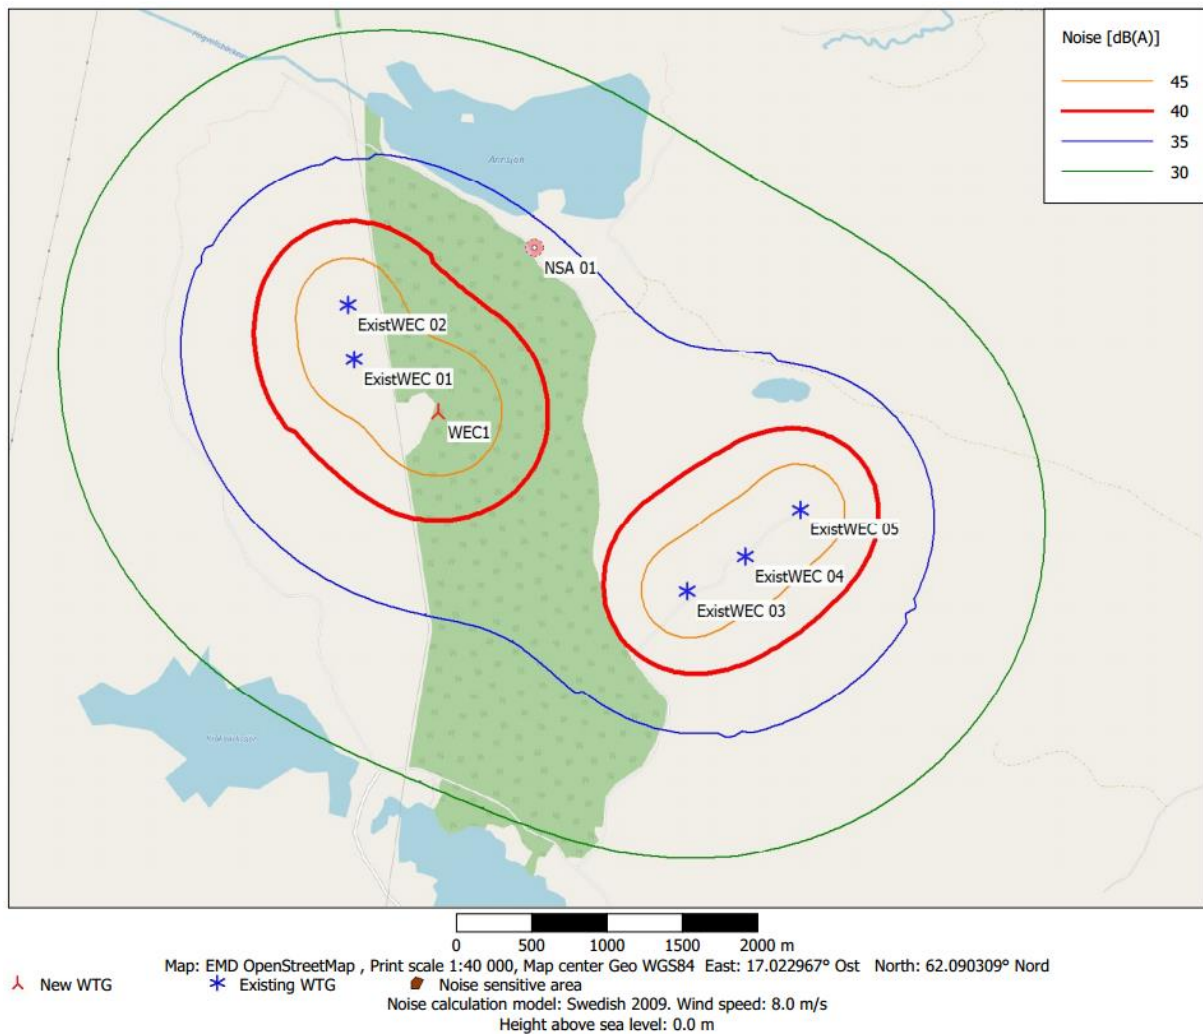 Noise [dB(A)]
45
40
35
30
Annsjön
NSA 01
ExistWEC 02
ExistWEC 01
WEC1
ExistWEC 05
ExistWEC 04
ExistWEC 03
0 500 1000 1500 2000 m
Map: EMD OpenStreetMap , Print scale 1:40 000, Map center Geo WGS84 East: 17.022967° Ost North: 62.090309° Nord
New WTG Existing WTG Noise sensitive area
Noise calculation model: Swedish 2009. Wind speed: 8.0 m/s
Height above sea level: 0.0 m